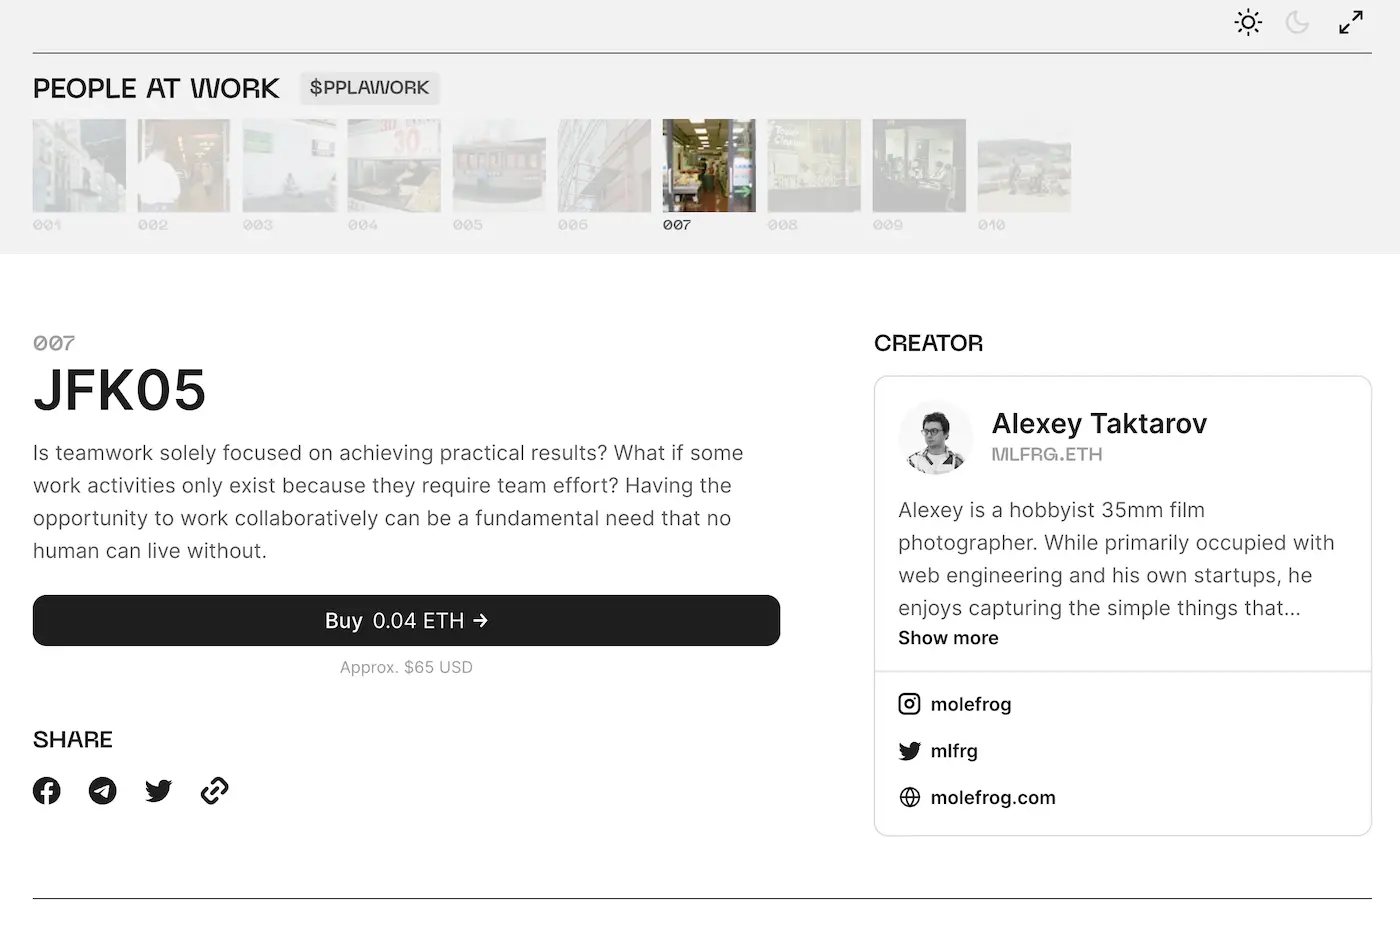 PEOPLE AT WORK $PPLAWORK
30
001 002 003 004 005 006 007 008 009 010
007
JFK05
Is teamwork solely focused on achieving practical results? What if some
work activities only exist because they require team effort? Having the
opportunity to work collaboratively can be a fundamental need that no
human can live without.
Buy 0.04 ETH →
Approx. $65 USD
SHARE
CREATOR
Alexey Taktarov
MLFRG.ETH
Alexey is a hobbyist 35mm film
photographer. While primarily occupied with
web engineering and his own startups, he
enjoys capturing the simple things that...
Show more
molefrog
mlfrg
molefrog.com